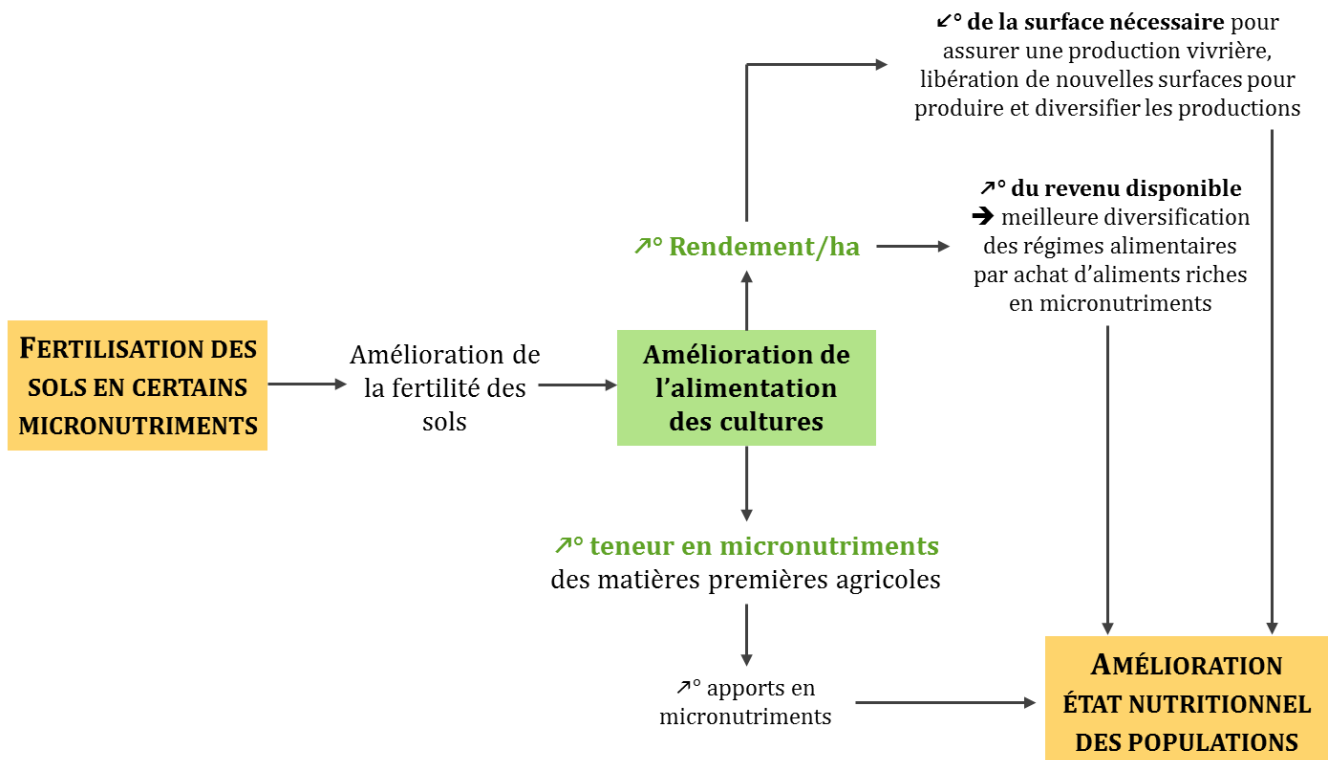 ↙° de la surface nécessaire pour
assurer une production vivrière,
libération de nouvelles surfaces pour
produire et diversifier les productions
↗° du revenu disponible
➔ meilleure diversification
des régimes alimentaires
par achat d’aliments riches
en micronutriments
↗° Rendement/ha
FERTILISATION DES
SOLS EN CERTAINS
MICRONUTRIMENTS
Amélioration de
la fertilité des
sols
Amélioration de
l’alimentation
des cultures
↗° teneur en micronutriments
des matières premières agricoles
↗° apports en
micronutriments
AMÉLIORATION
ÉTAT NUTRITIONNEL
DES POPULATIONS